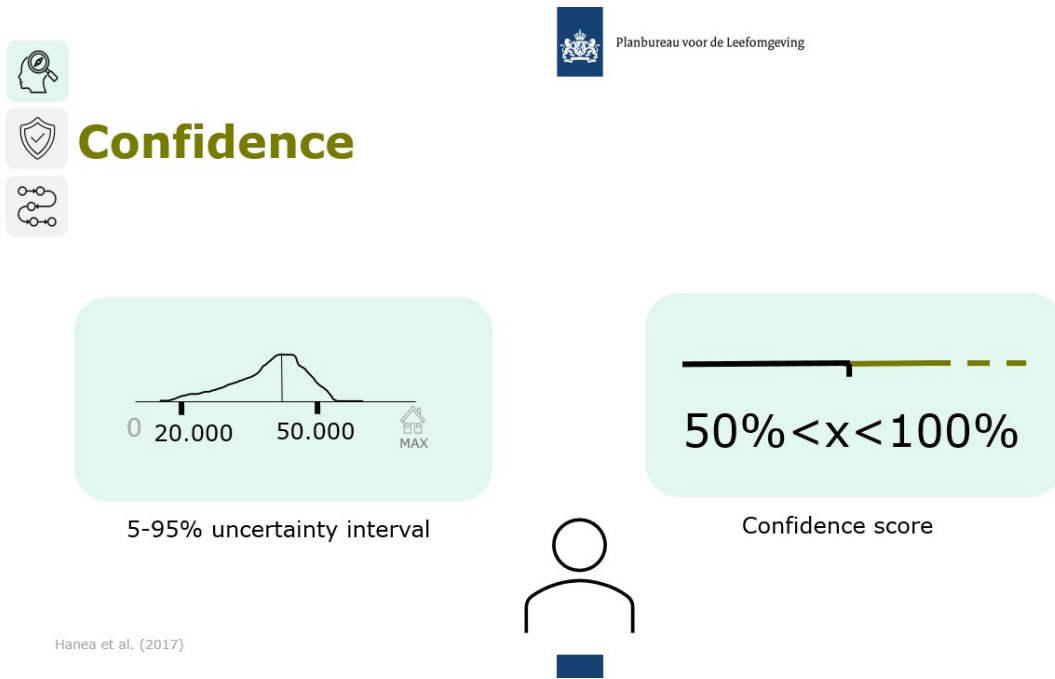 Planbureau voor de Leefomgeving
Confidence
0 20.000 50.000 MAX
5-95% uncertainty interval
50%<x<100%
Confidence score
Hanea et al. (2017)